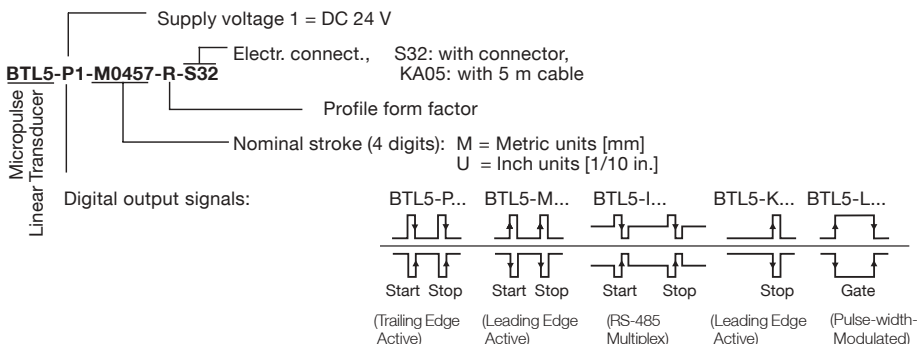 Supply voltage 1 = DC 24 V
Electr. connect., S32: with connector,
KA05: with 5 m cable
BTL5-P1-M0457-R-S32
Micropulse
Linear Transducer
Profile form factor
Nominal stroke (4 digits): M = Metric units [mm]
U = Inch units [1/10 in.]
Digital output signals:
BTL5-P... BTL5-M... BTL5-I... BTL5-K... BTL5-L...
Start Stop Start Stop Start Stop Stop Gate
(Trailing Edge (Leading Edge (RS-485 (Leading Edge (Pulse-width-
Active) Active) Multiplex) Active) Modulated)